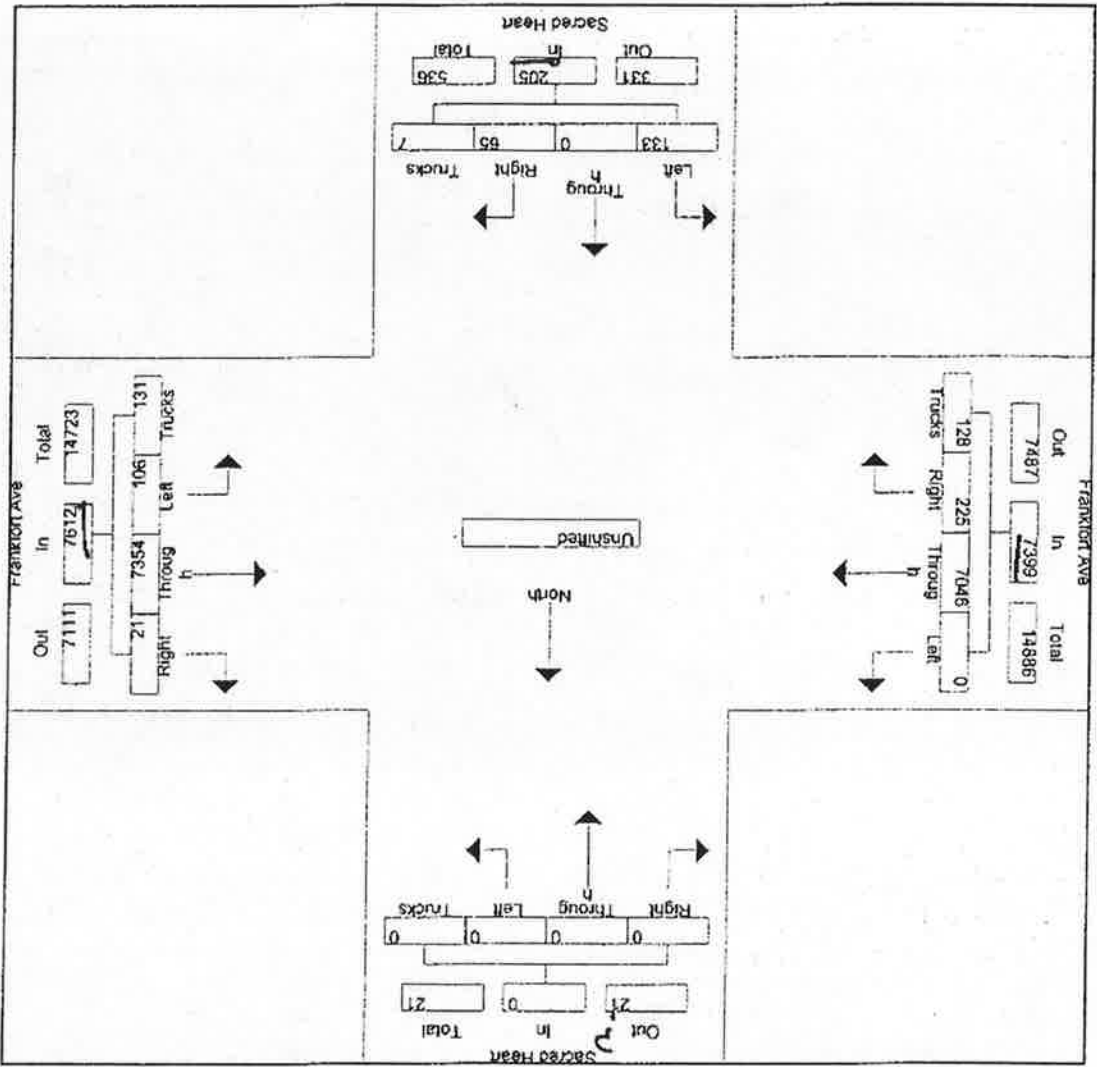 Sacred Heart
Out In Total
21 0 21
0 0 0 0
Right Throug Left Trucks
h
Frankfort Ave
Out In Total
7487 7399 14886
128 225 7046 0
Trucks Right Throug Left
h
North
Unshifted
Right Throug Left Trucks
h
21 7354 106 131
7111 7612 14723
Out In Total
Frankfort Ave
Left Throug Right Trucks
h
133 0 65 7
331 205 536
Out In Total
Sacred Heart